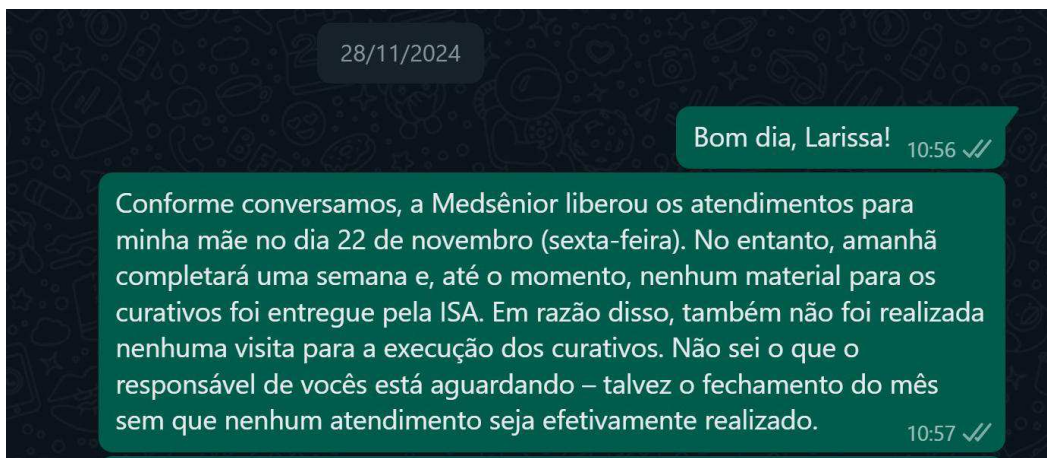 28/11/2024
Bom dia, Larissa! 10:56
Conforme conversamos, a Medsênior liberou os atendimentos para
minha mãe no dia 22 de novembro (sexta-feira). No entanto, amanhã
completará uma semana e, até o momento, nenhum material para os
curativos foi entregue pela ISA. Em razão disso, também não foi realizada
nenhuma visita para a execução dos curativos. Não sei o que o
responsável de vocês está aguardando – talvez o fechamento do mês
sem que nenhum atendimento seja efetivamente realizado. 10:57